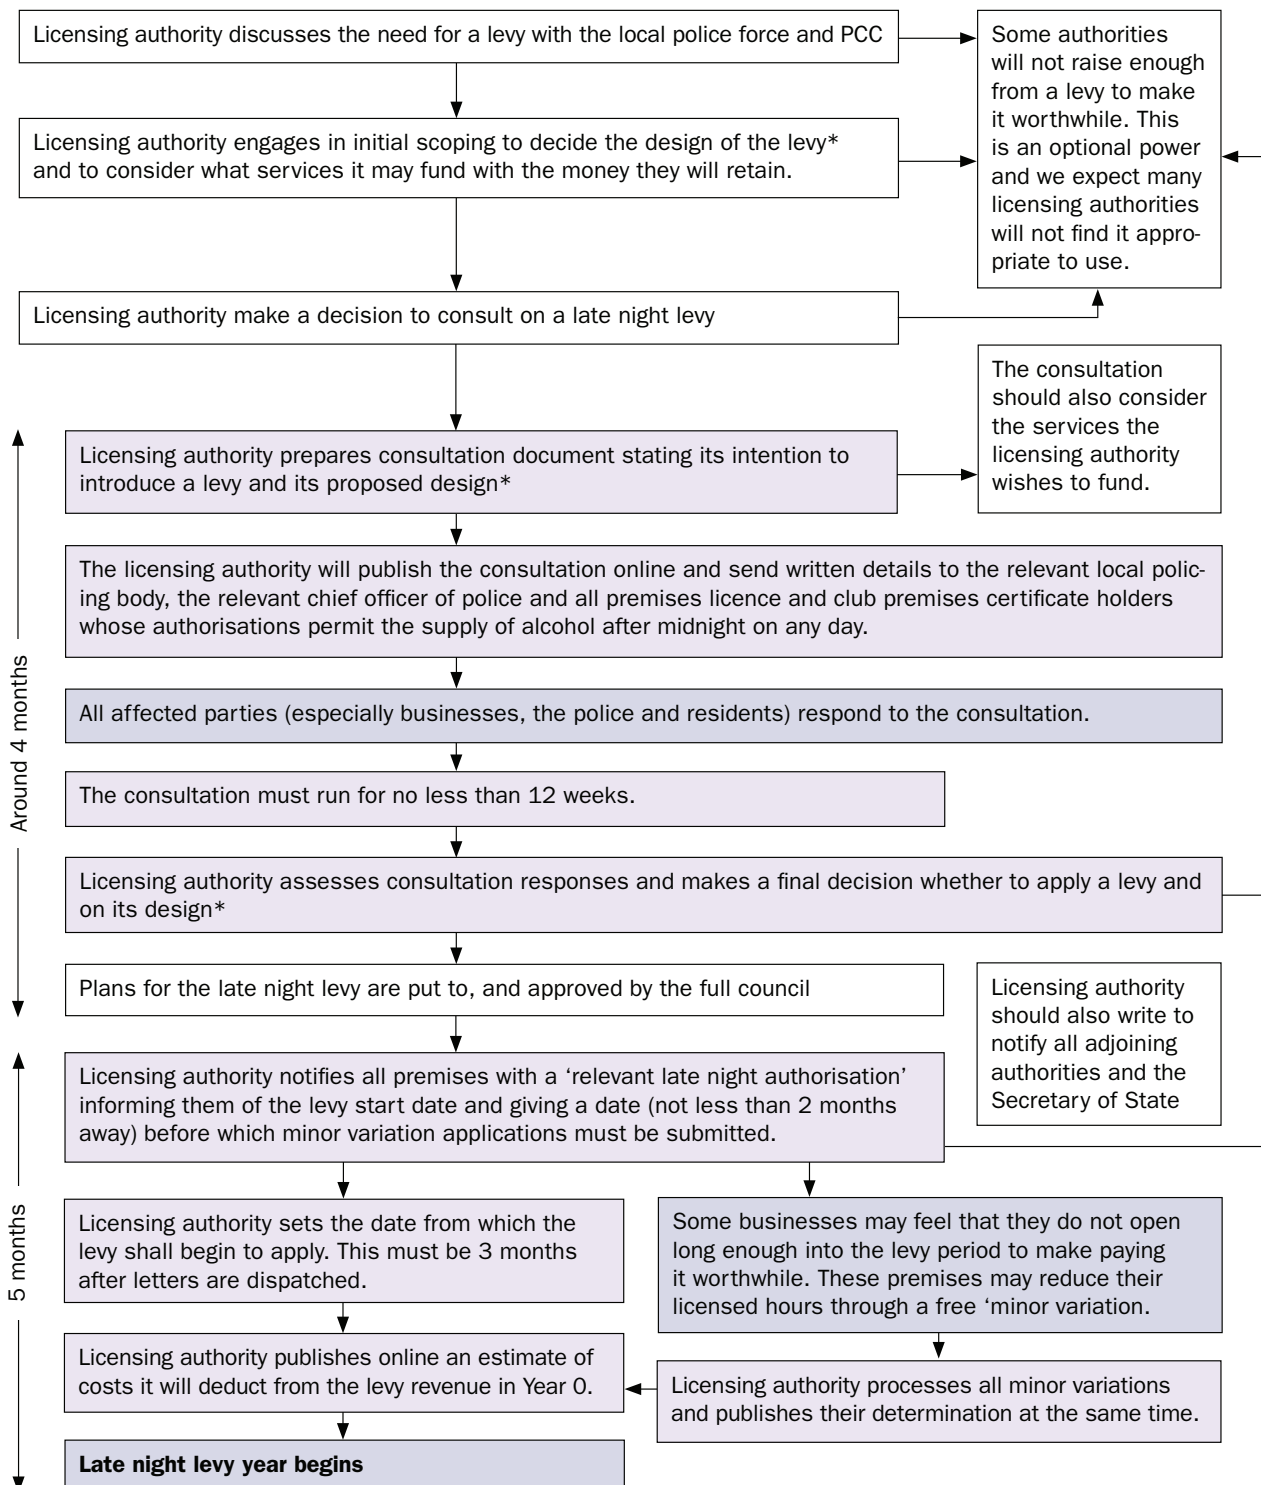 Licensing authority discusses the need for a levy with the local police force and PCC
Some authorities
will not raise enough
from a levy to make
it worthwhile. This
is an optional power
and we expect many
licensing authorities
will not find it appro-
priate to use.
Licensing authority engages in initial scoping to decide the design of the levy*
and to consider what services it may fund with the money they will retain.
Licensing authority make a decision to consult on a late night levy
The consultation
should also consider
the services the
licensing authority
wishes to fund.
Around 4 months
Licensing authority prepares consultation document stating its intention to
introduce a levy and its proposed design*
The licensing authority will publish the consultation online and send written details to the relevant local polic-
ing body, the relevant chief officer of police and all premises licence and club premises certificate holders
whose authorisations permit the supply of alcohol after midnight on any day.
All affected parties (especially businesses, the police and residents) respond to the consultation.
The consultation must run for no less than 12 weeks.
Licensing authority assesses consultation responses and makes a final decision whether to apply a levy and
on its design*
Plans for the late night levy are put to, and approved by the full council
Licensing authority
should also write to
notify all adjoining
authorities and the
Secretary of State
5 months
Licensing authority notifies all premises with a ‘relevant late night authorisation’
informing them of the levy start date and giving a date (not less than 2 months
away) before which minor variation applications must be submitted.
Licensing authority sets the date from which the
levy shall begin to apply. This must be 3 months
after letters are dispatched.
Some businesses may feel that they do not open
long enough into the levy period to make paying
it worthwhile. These premises may reduce their
licensed hours through a free ‘minor variation.
Licensing authority publishes online an estimate of
costs it will deduct from the levy revenue in Year 0.
Licensing authority processes all minor variations
and publishes their determination at the same time.
Late night levy year begins